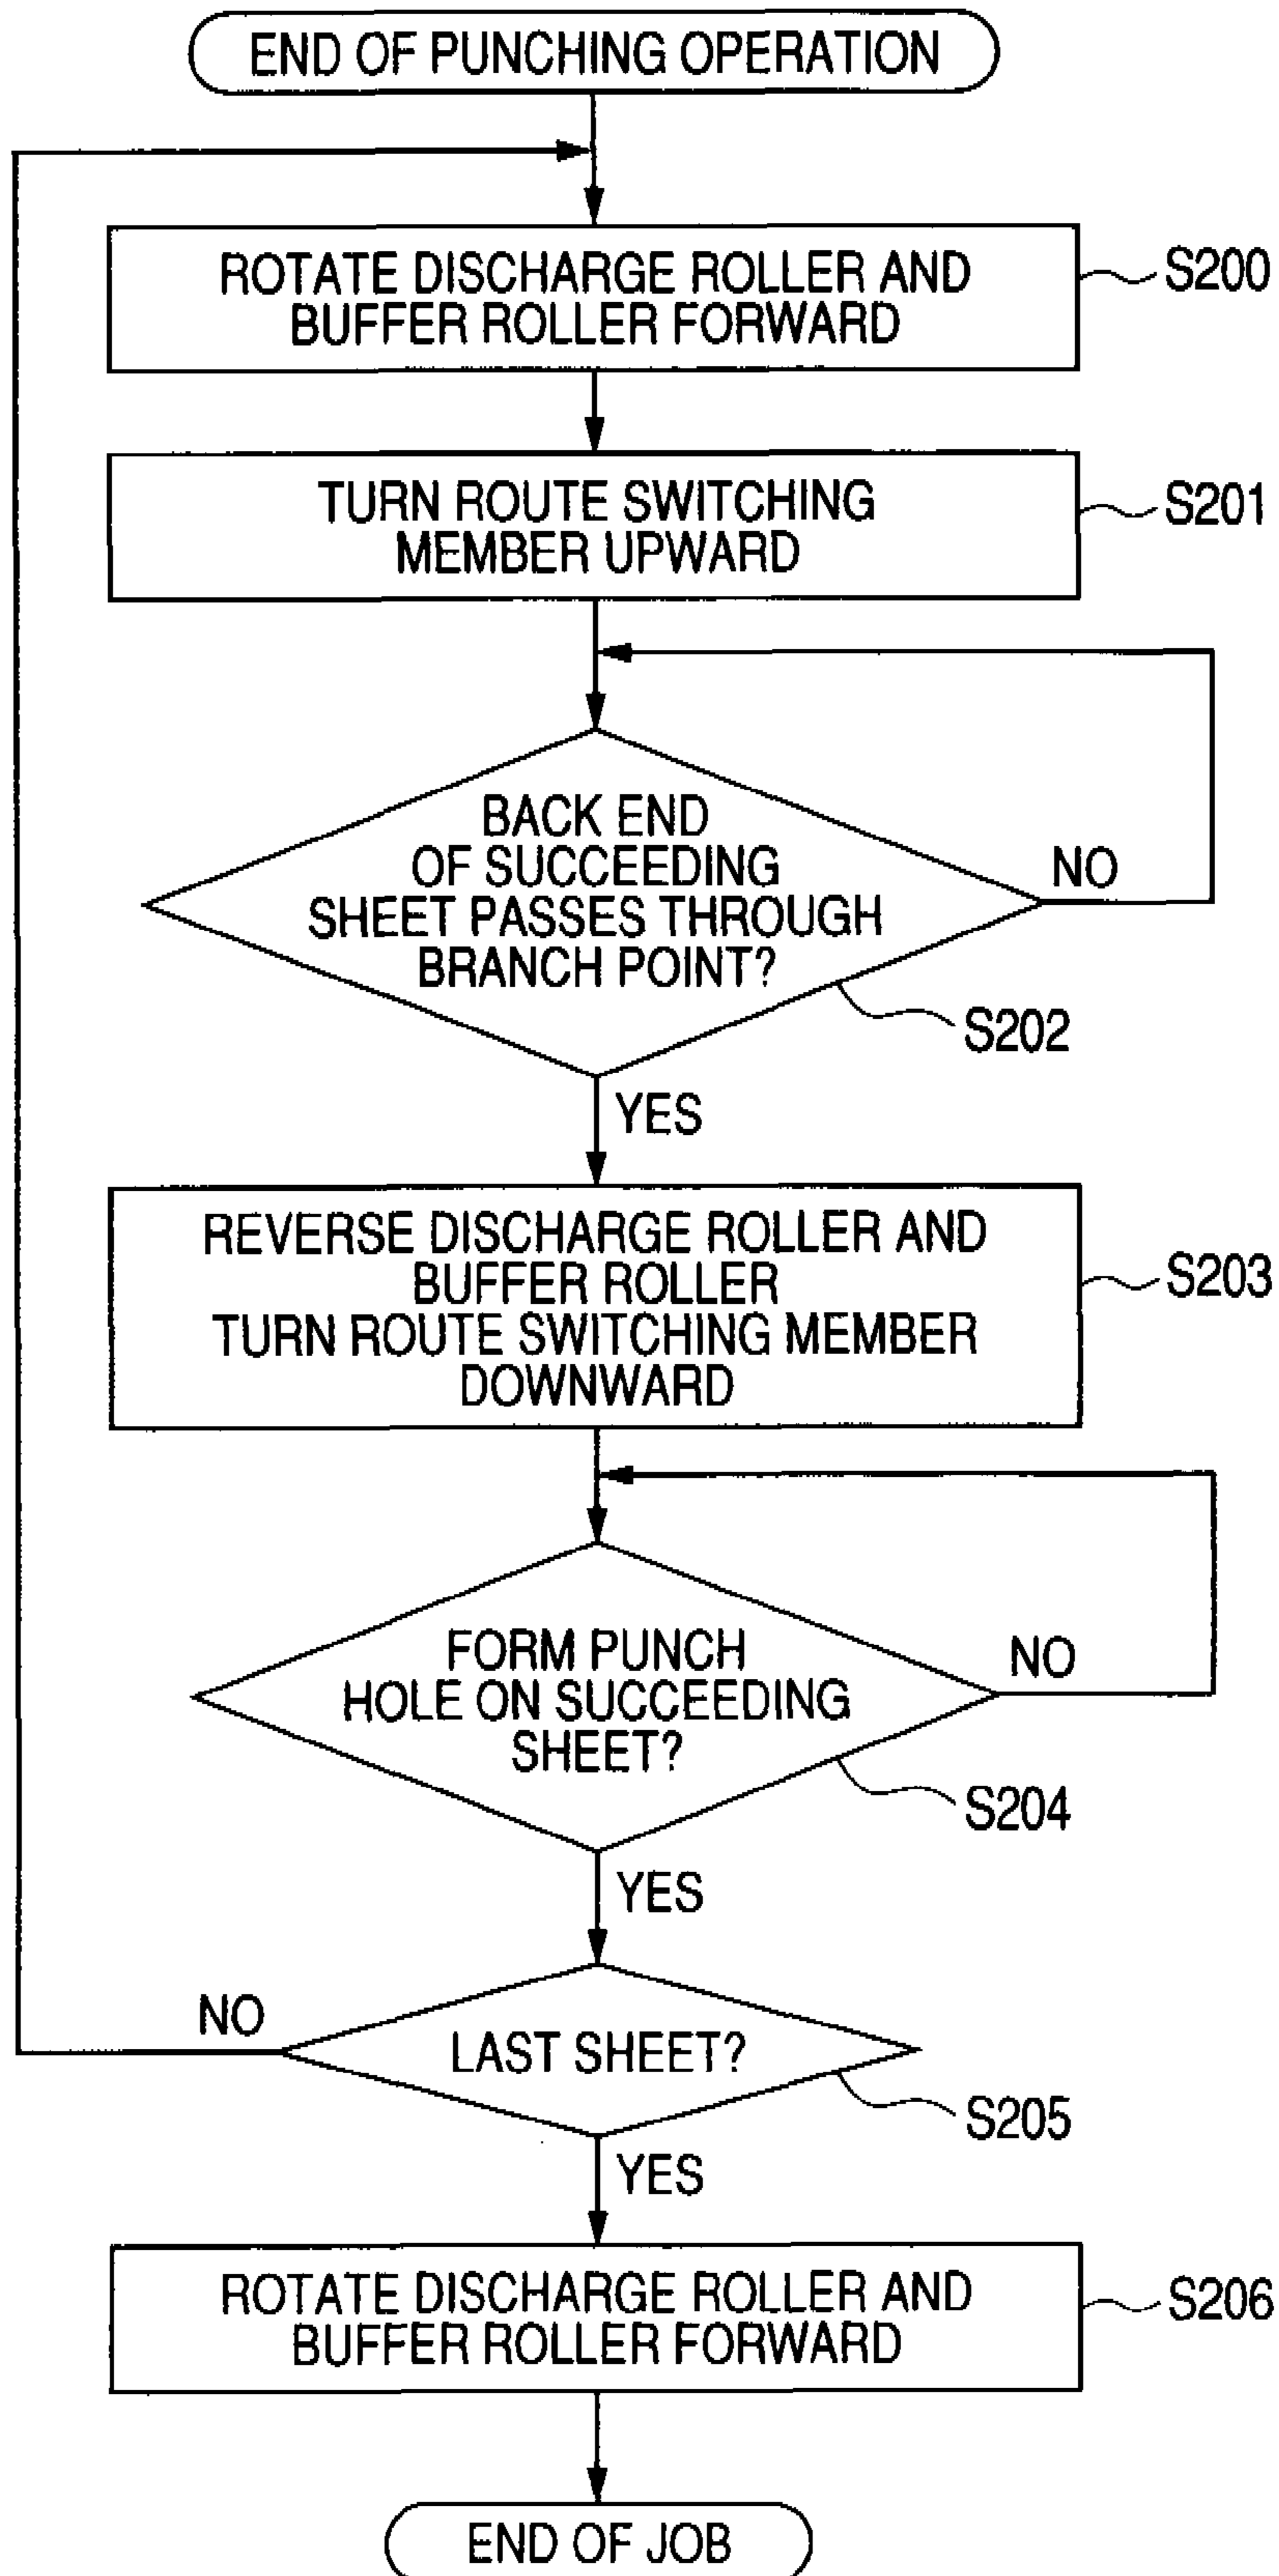 END OF PUNCHING OPERATION
ROTATE DISCHARGE ROLLER AND
BUFFER ROLLER FORWARD
S200
TURN ROUTE SWITCHING
MEMBER UPWARD
S201
BACK END
OF SUCCEEDING
SHEET PASSES THROUGH
BRANCH POINT?
NO
S202
YES
REVERSE DISCHARGE ROLLER AND
BUFFER ROLLER
TURN ROUTE SWITCHING MEMBER
DOWNWARD
S203
FORM PUNCH
HOLE ON SUCCEEDING
SHEET?
NO
S204
YES
NO
LAST SHEET?
S205
YES
ROTATE DISCHARGE ROLLER AND
BUFFER ROLLER FORWARD
S206
END OF JOB